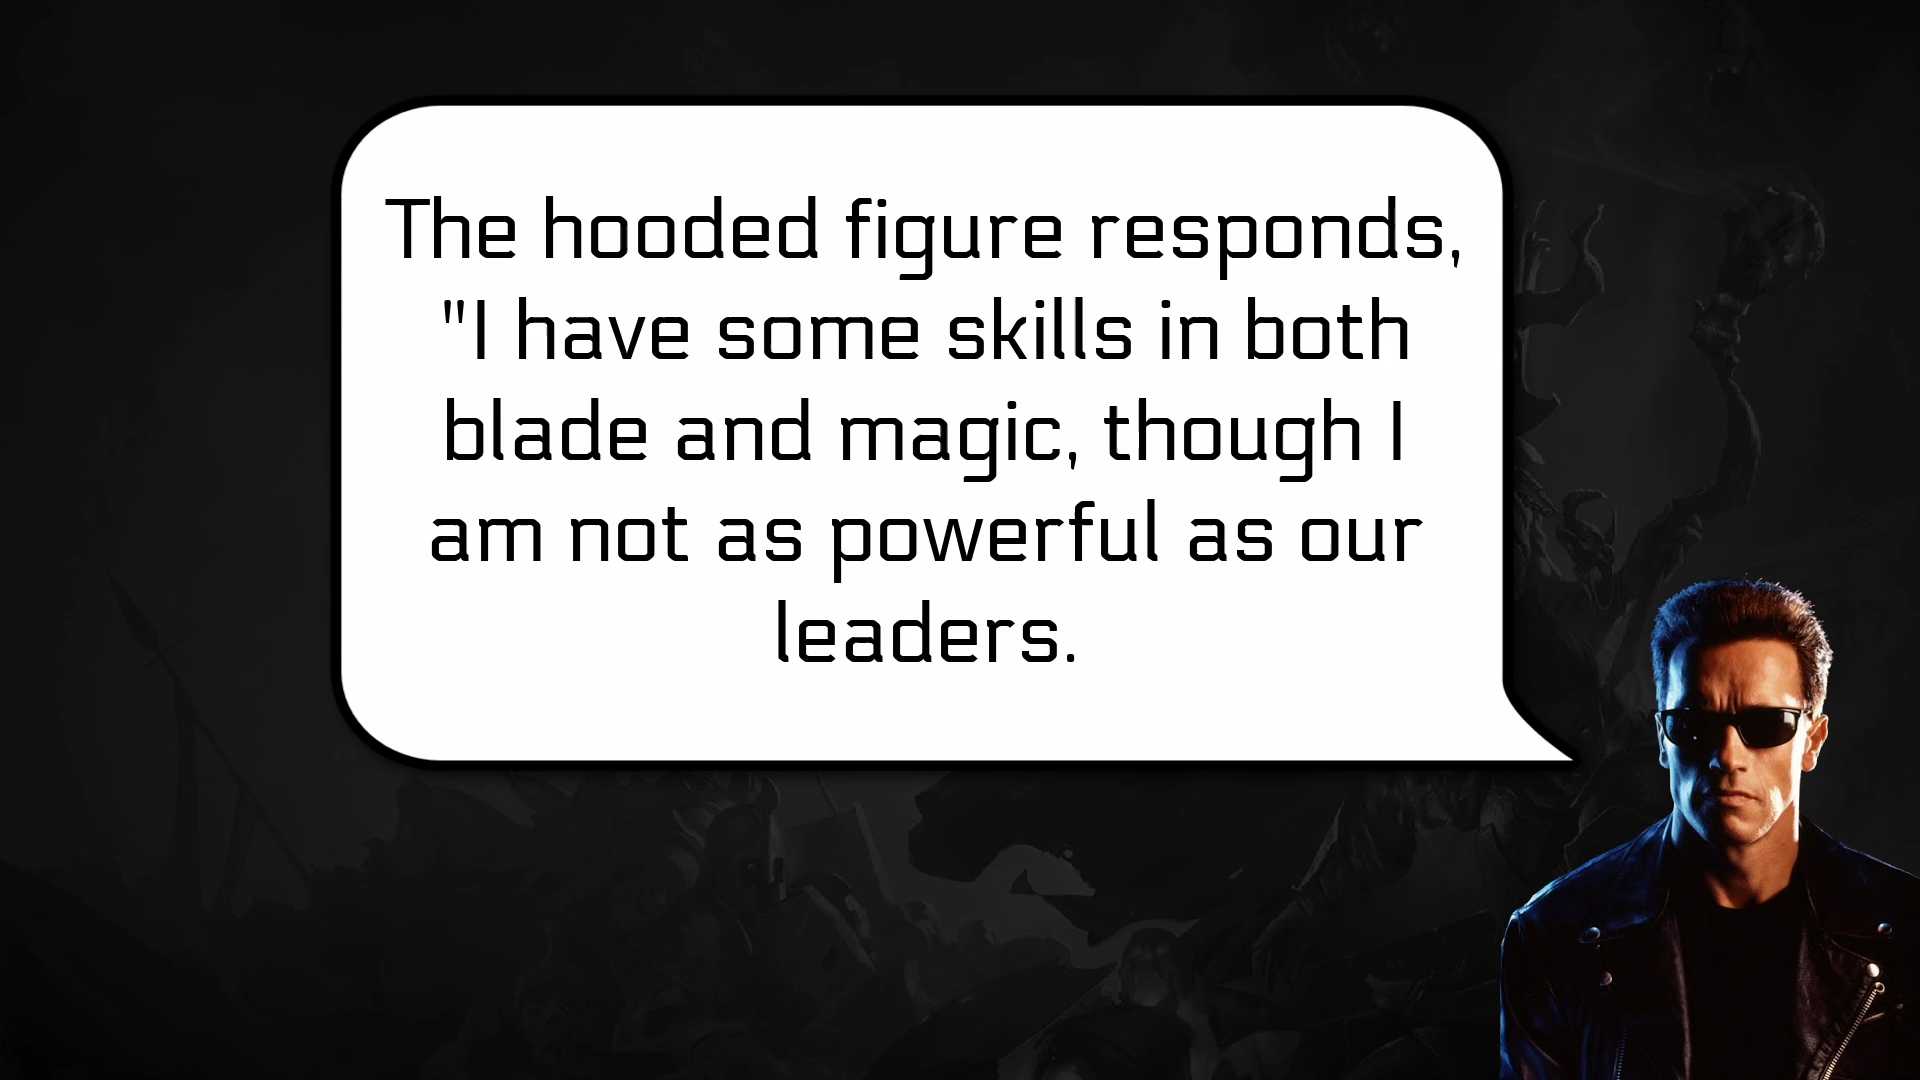 The hooded figure responds,
"I have some skills in both
blade and magic, though I
am not as powerful as our
leaders.